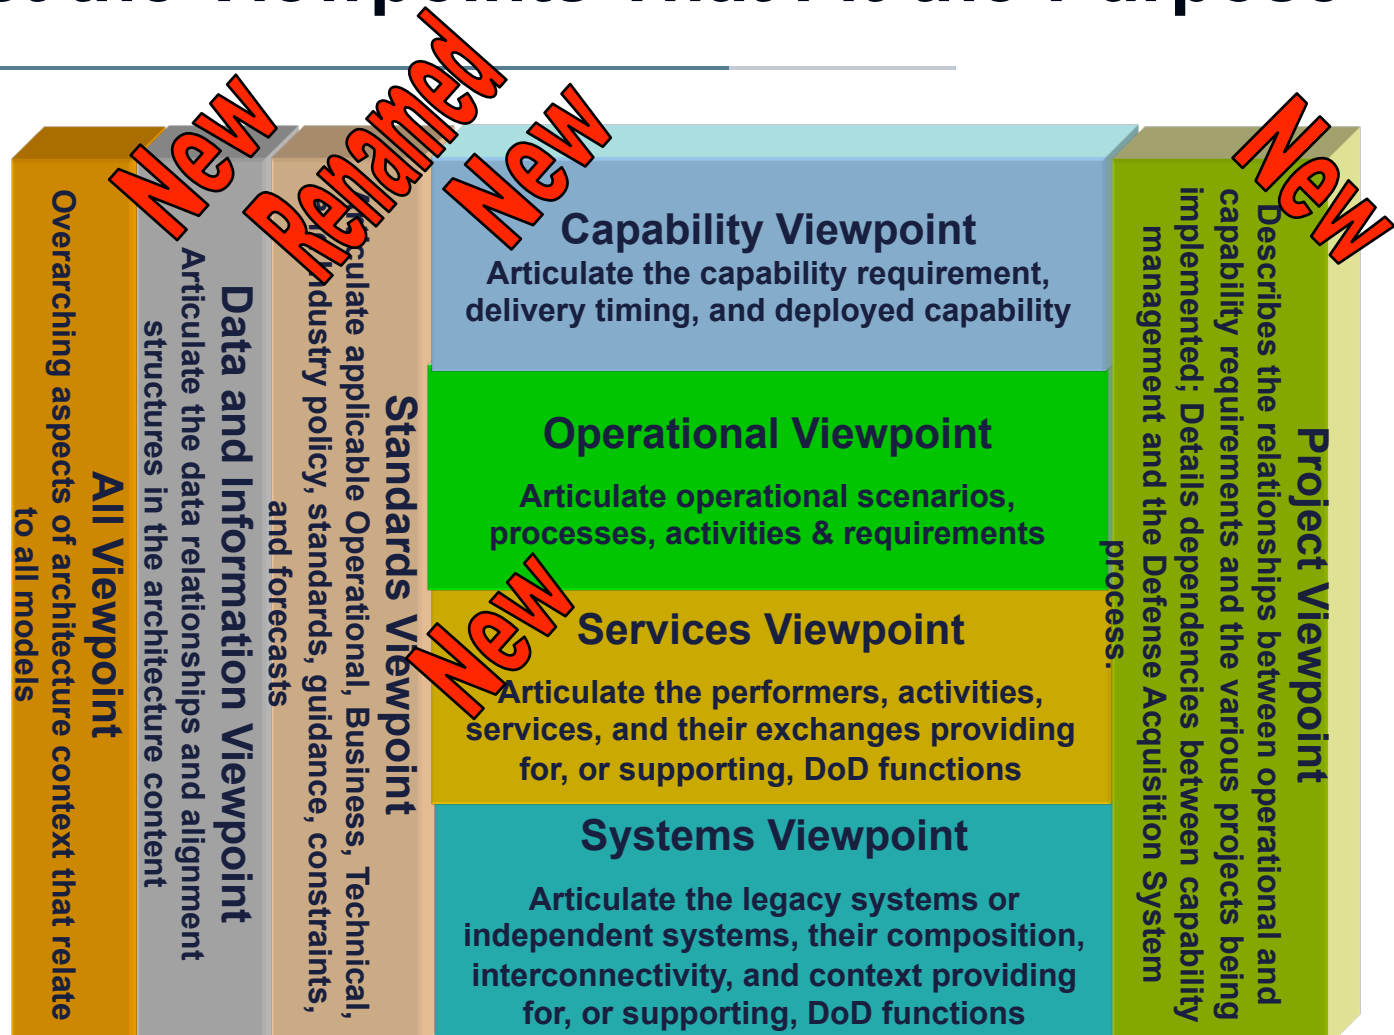 Viewpoints That Fit the Purpose
New
Renamed
New
New
All Viewpoint
Overarching aspects of architecture context that relate
to all models
Data and Information Viewpoint
Articulate the data relationships and alignment
structures in the architecture content
Standards Viewpoint
Articulate applicable Operational, Business, Technical,
Industry policy, standards, guidance, constraints,
and forecasts
Capability Viewpoint
Articulate the capability requirement,
delivery timing, and deployed capability
Operational Viewpoint
Articulate operational scenarios,
processes, activities & requirements
New
Services Viewpoint
Articulate the performers, activities,
services, and their exchanges providing
for, or supporting, DoD functions
Systems Viewpoint
Articulate the legacy systems or
independent systems, their composition,
interconnectivity, and context providing
for, or supporting, DoD functions
Project Viewpoint
Describes the relationships between operational and
capability requirements and the various projects being
implemented; Details dependencies between capability
management and the Defense Acquisition System
process.